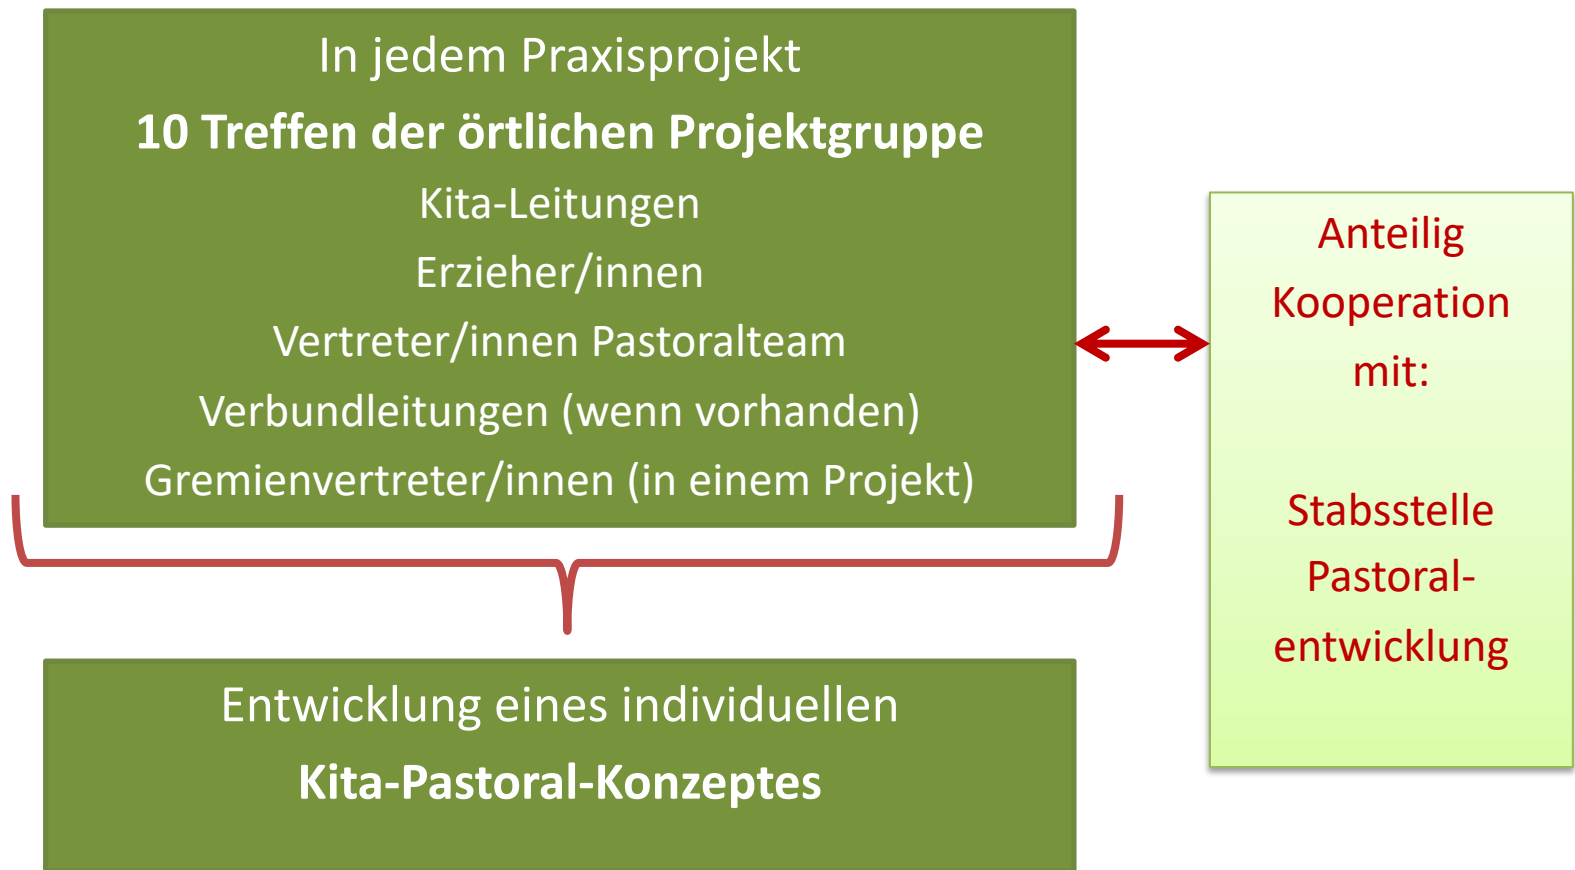 In jedem Praxisprojekt
10 Treffen der örtlichen Projektgruppe
Kita-Leitungen
Erzieher/innen
Vertreter/innen Pastoralteam
Verbundleitungen (wenn vorhanden)
Gremienvertreter/innen (in einem Projekt)
Anteilig
Kooperation
mit:
Stabsstelle
Pastoral-
entwicklung
Entwicklung eines individuellen
Kita-Pastoral-Konzeptes